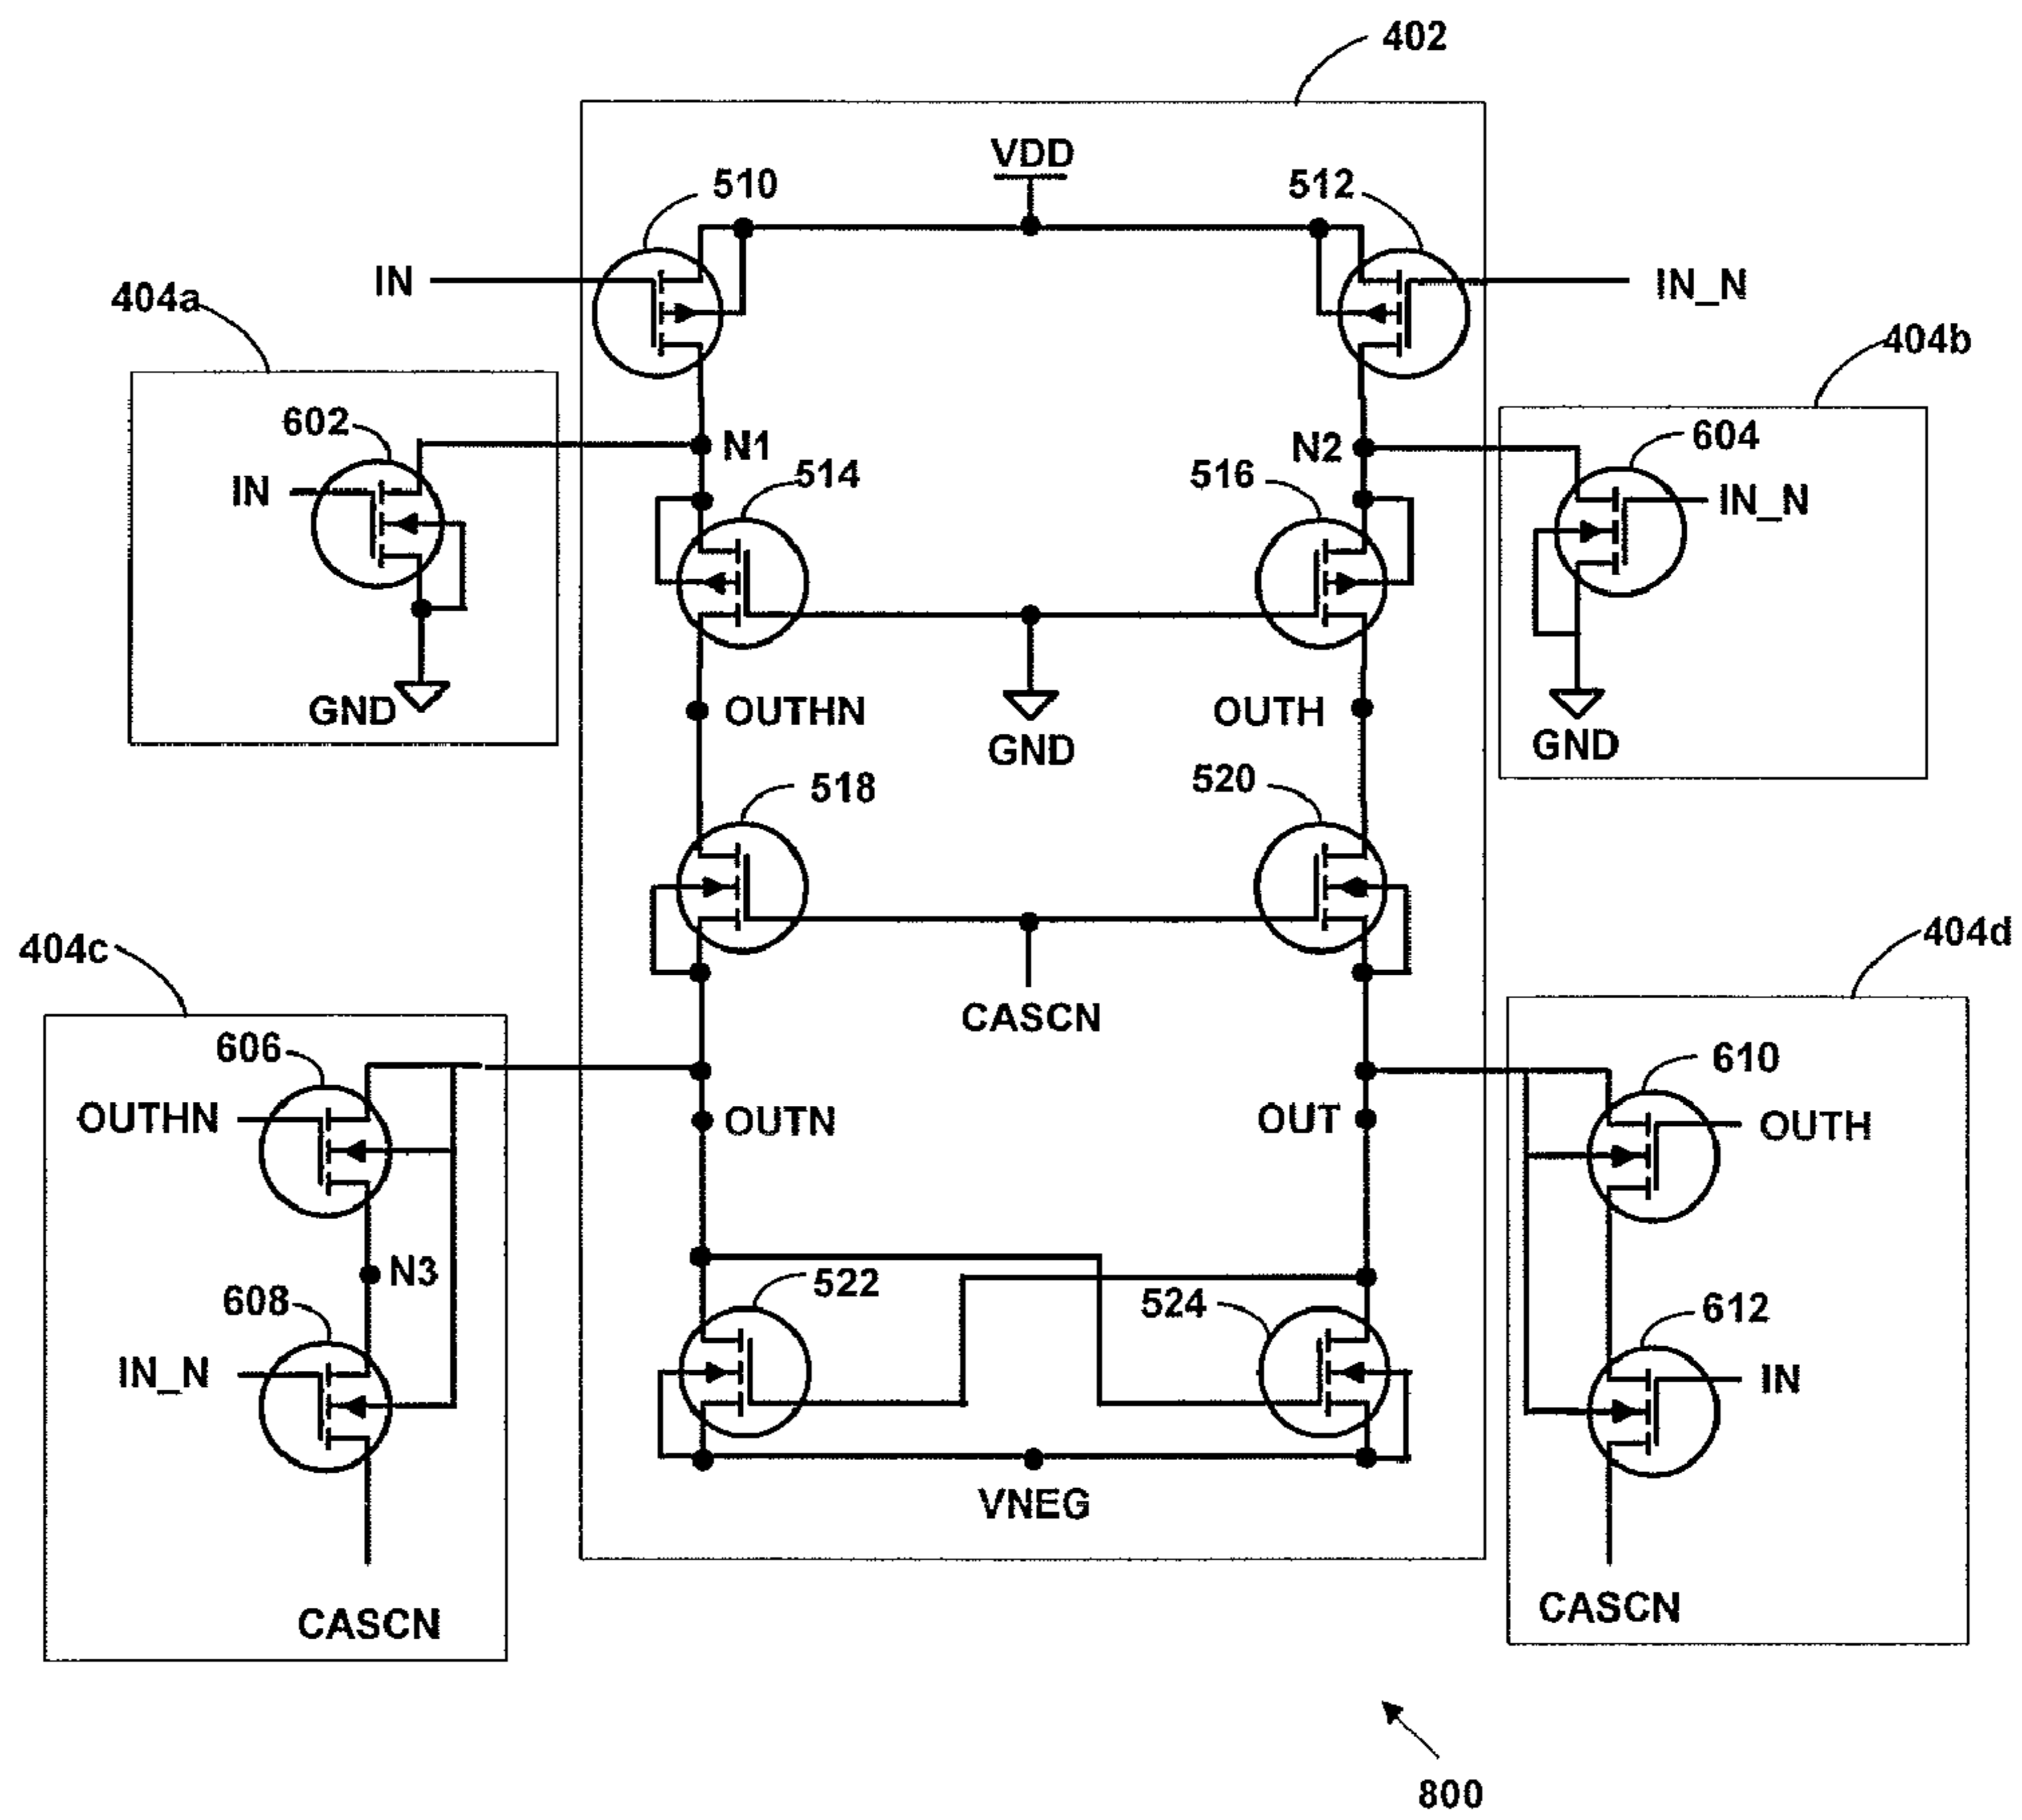 402
VDD
510
512
IN
IN_N
404a
404b
602
N1
N2
604
IN
514
516
IN_N
GND
OUTHN
OUTH
GND
GND
518
520
404c
404d
CASCN
606
610
OUTHN
OUTN
OUT
OUTH
N3
608
522
524
612
IN_N
IN
VNEG
CASCN
CASCN
800